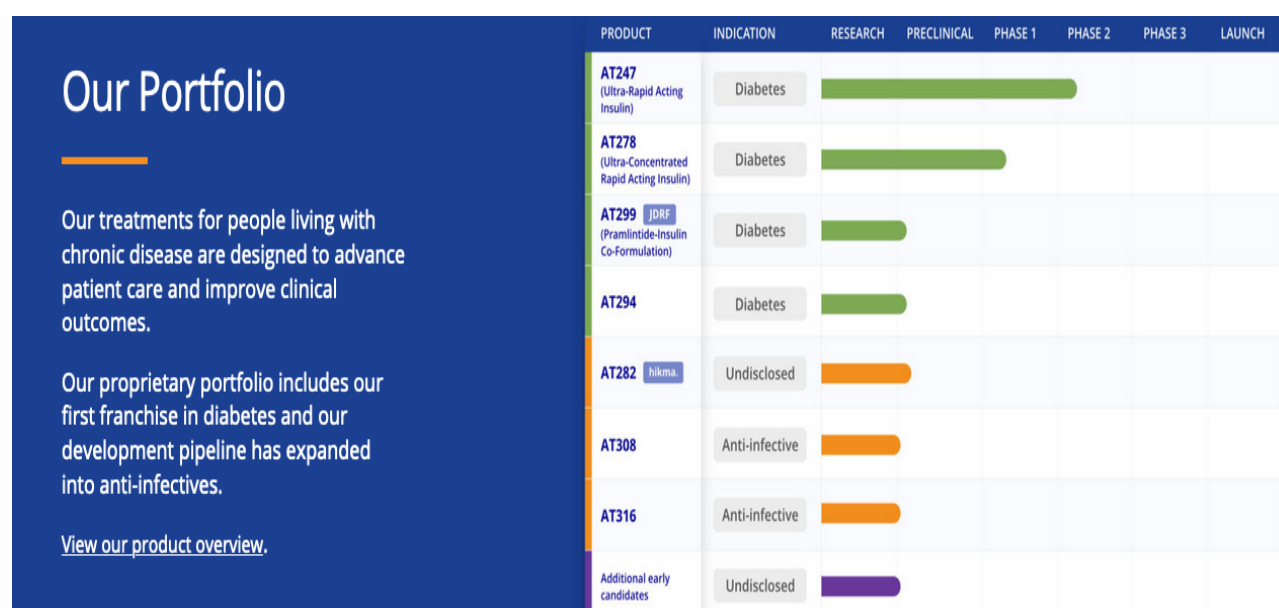 Our Portfolio
Our treatments for people living with
chronic disease are designed to advance
patient care and improve clinical
outcomes.
Our proprietary portfolio includes our
first franchise in diabetes and our
development pipeline has expanded
into anti-infectives.
View our product overview.
PRODUCT INDICATION RESEARCH PRECLINICAL PHASE 1 PHASE 2 PHASE 3 LAUNCH
AT247
(Ultra-Rapid Acting
Insulin)
Diabetes
AT278
(Ultra-Concentrated
Rapid Acting Insulin)
Diabetes
AT299 JDRF
(Pramlintide-Insulin
Co-Formulation)
Diabetes
AT294 Diabetes
AT282 hikma. Undisclosed
AT308 Anti-infective
AT316 Anti-infective
Additional early
candidates
Undisclosed